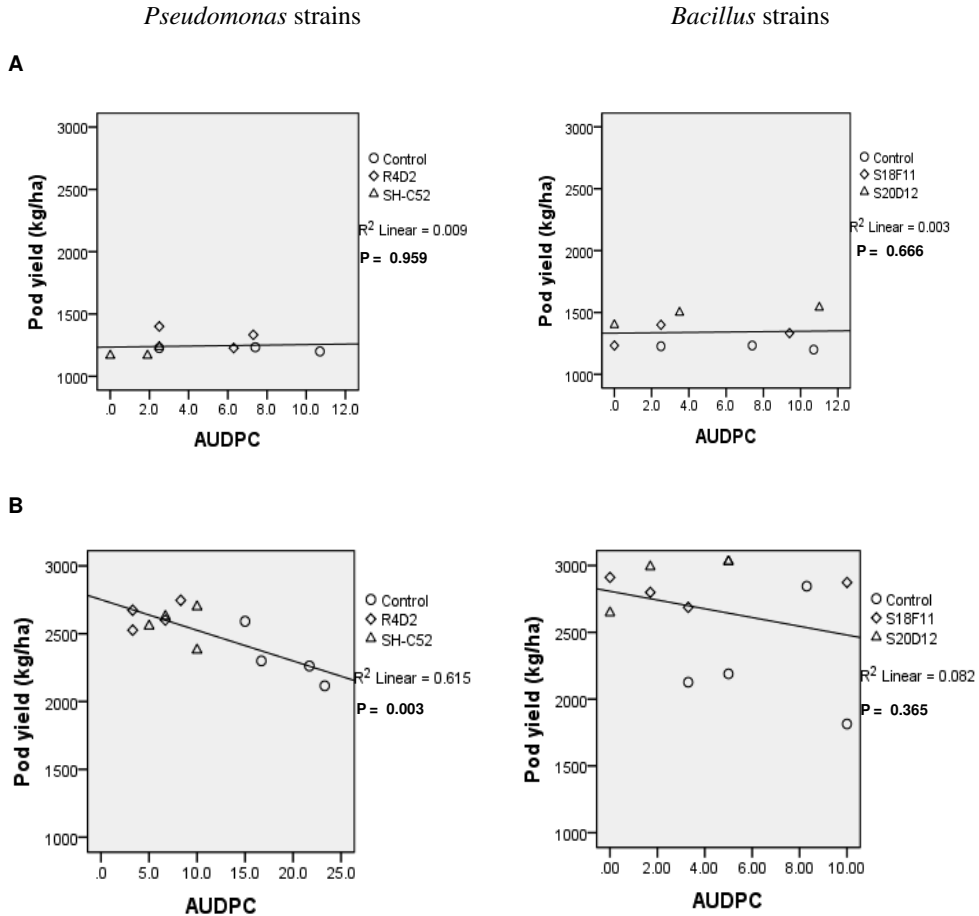 Pseudomonas strains
Bacillus strains
A
Pod yield (kg/ha)
3000
2500
2000
1500
1000
.0 2.0 4.0 6.0 8.0 10.0 12.0
AUDPC
Control
R4D2
SH-C52
R² Linear = 0.009
P = 0.959
Pod yield (kg/ha)
3000
2500
2000
1500
1000
.0 2.0 4.0 6.0 8.0 10.0 12.0
AUDPC
Control
S18F11
S20D12
R² Linear = 0.003
P = 0.666
B
Pod yield (kg/ha)
3000
2500
2000
1500
1000
.0 5.0 10.0 15.0 20.0 25.0
AUDPC
Control
R4D2
SH-C52
R² Linear = 0.615
P = 0.003
Pod yield (kg/ha)
3000
2500
2000
1500
1000
.00 2.00 4.00 6.00 8.00 10.00
AUDPC
Control
S18F11
S20D12
R² Linear = 0.082
P = 0.365